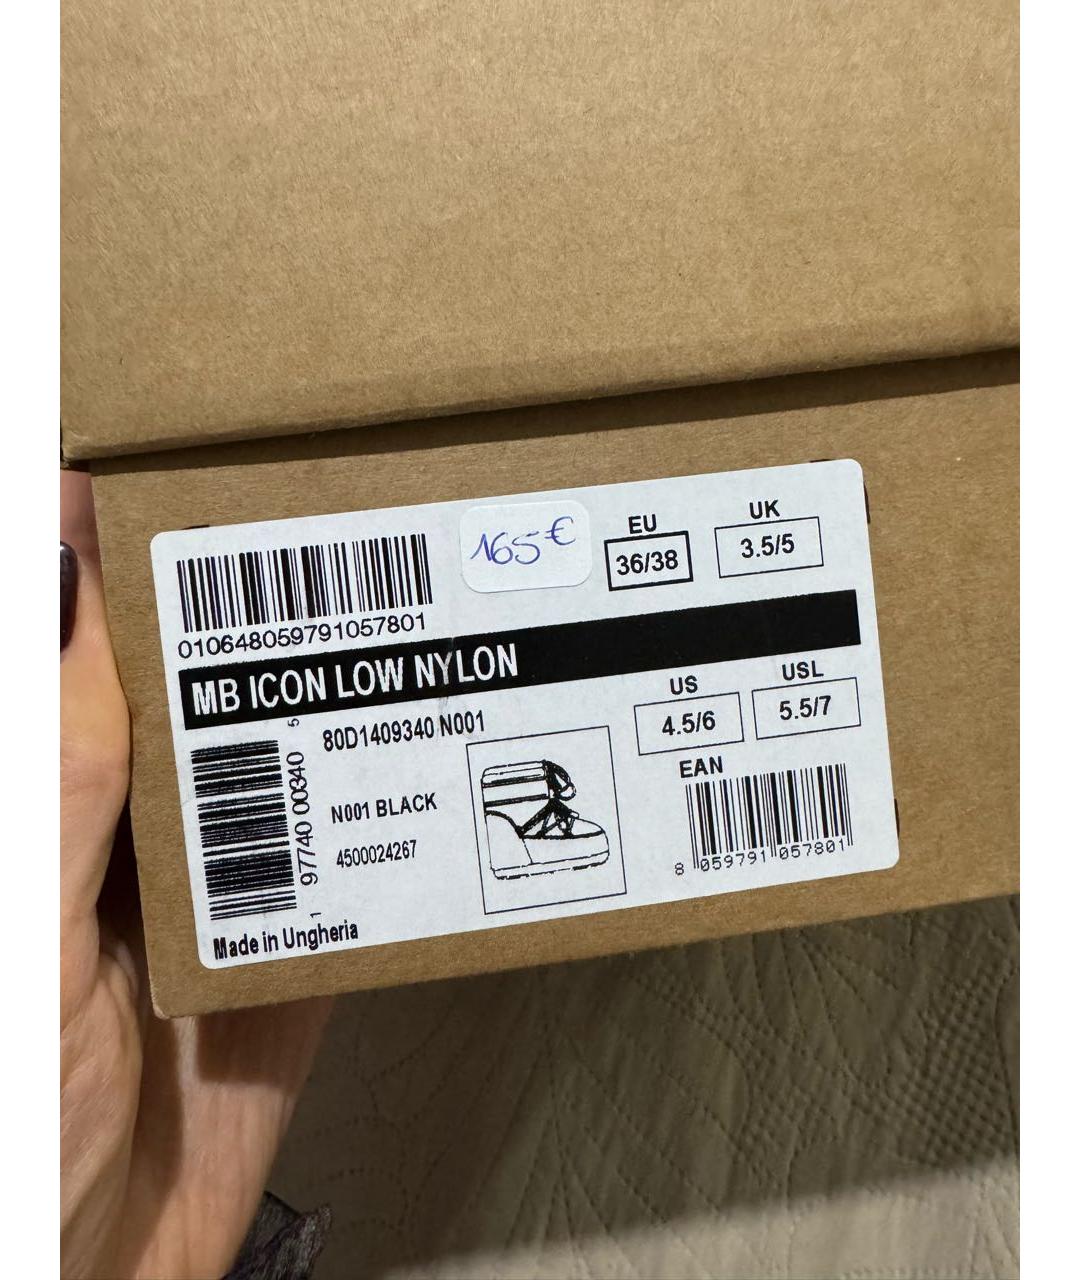 165€
EU
36/38
UK
3.5/5
010648059791057801
MB ICON LOW NYLON
US
4.5/6
USL
5.5/7
80D1409340 N001
N001 BLACK
4500024267
EAN
8 059791 057801
1 97740 00340 5
Made in Ungheria